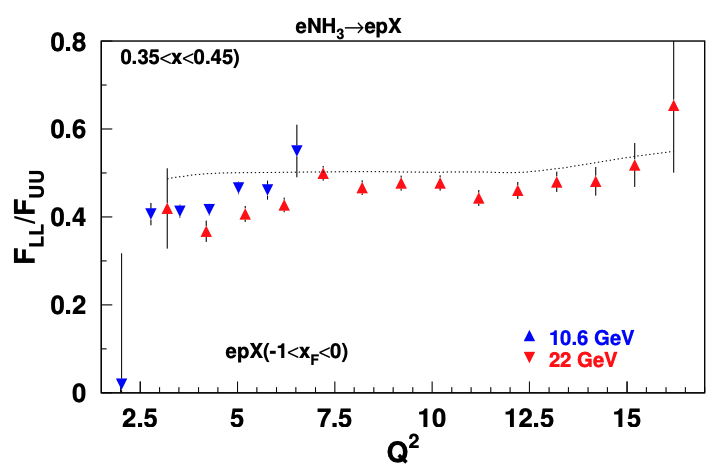 eNH₃→epX
0.35<x<0.45)
0.8
0.6
0.4
0.2
0
F_LL/F_UU
epX(-1<x_F<0)
10.6 GeV
22 GeV
2.5 5 7.5 10 12.5 15
Q²